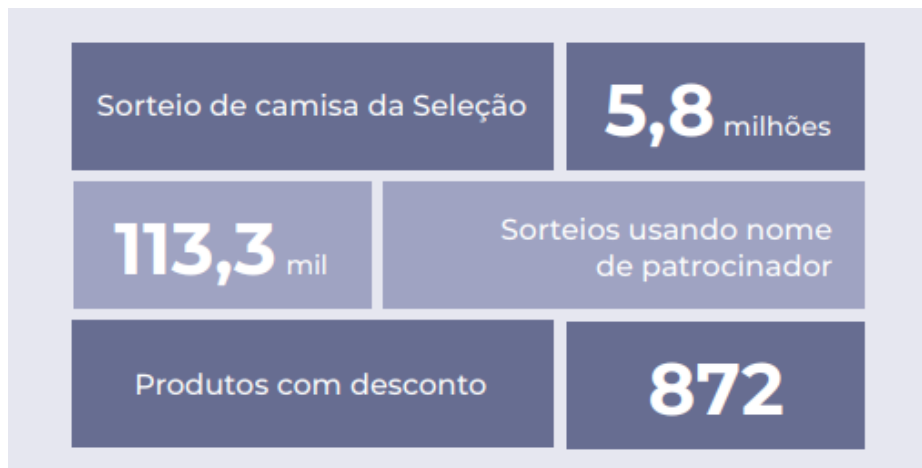 Sorteio de camisa da Seleção
5,8 milhões
113,3 mil
Sorteios usando nome
de patrocinador
Produtos com desconto
872